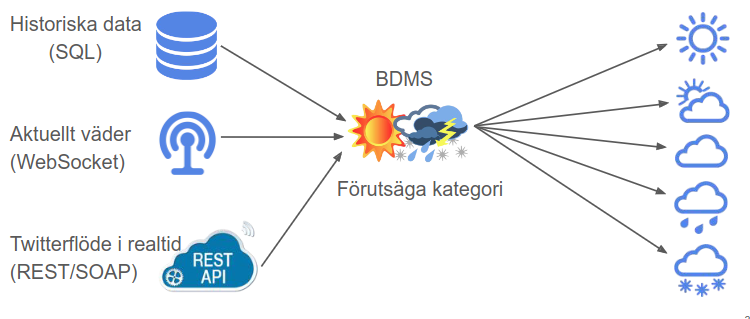 Historiska data
(SQL)
BDMS
Aktuellt väder
(WebSocket)
Förutsäga kategori
Twitterflöde i realtid
(REST/SOAP)
REST
API